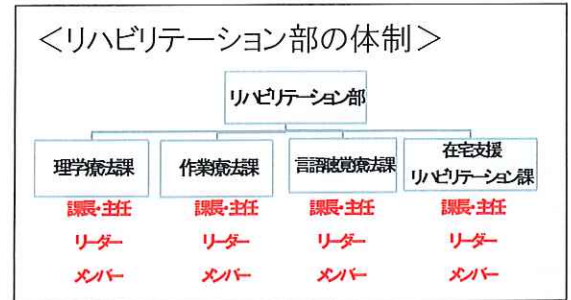 ＜リハビリテーション部の体制＞
リハビリテーション部
理学療法課
作業療法課
言語聴覚療法課
在宅支援
リハビリテーション課
課長・主任
課長・主任
課長・主任
課長・主任
リーダー
リーダー
リーダー
リーダー
メンバー
メンバー
メンバー
メンバー